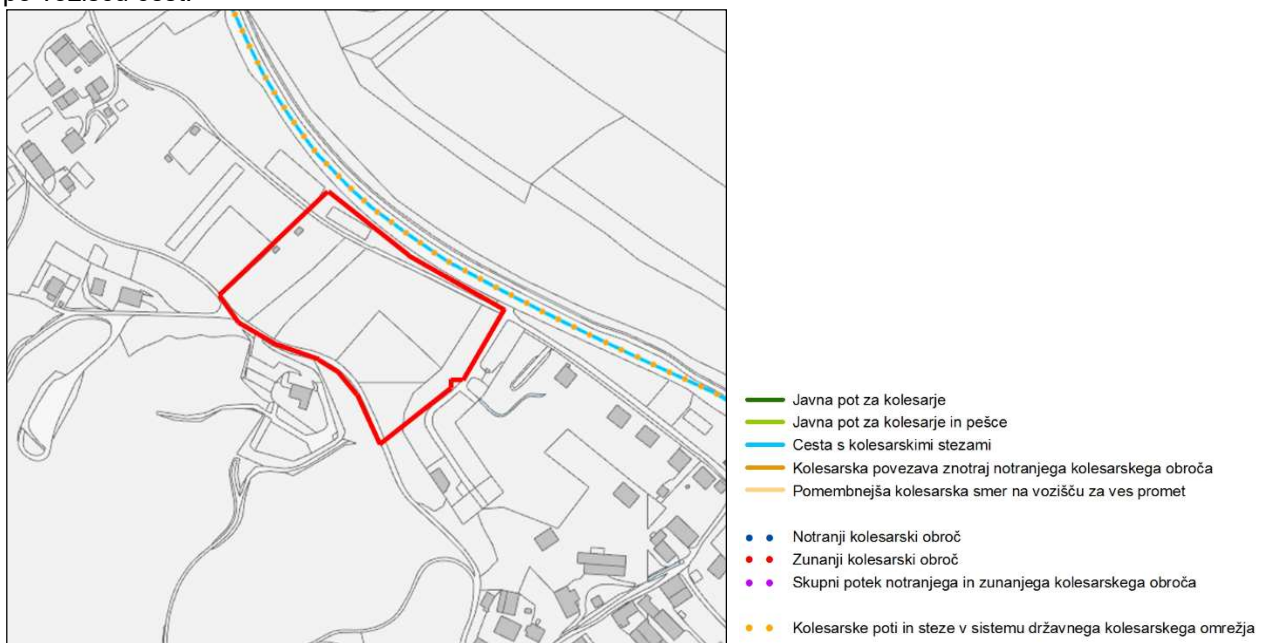 Javna pot za kolesarje
Javna pot za kolesarje in pešce
Cesta s kolesarskimi stezami
Kolesarska povezava znotraj notranjega kolesarskega obroča
Pomembnejša kolesarska smer na vozišču za ves promet
Notranji kolesarski obroč
Zunanji kolesarski obroč
Skupni potek notranjega in zunanjega kolesarskega obroča
Kolesarske poti in steze v sistemu državnega kolesarskega omrežja